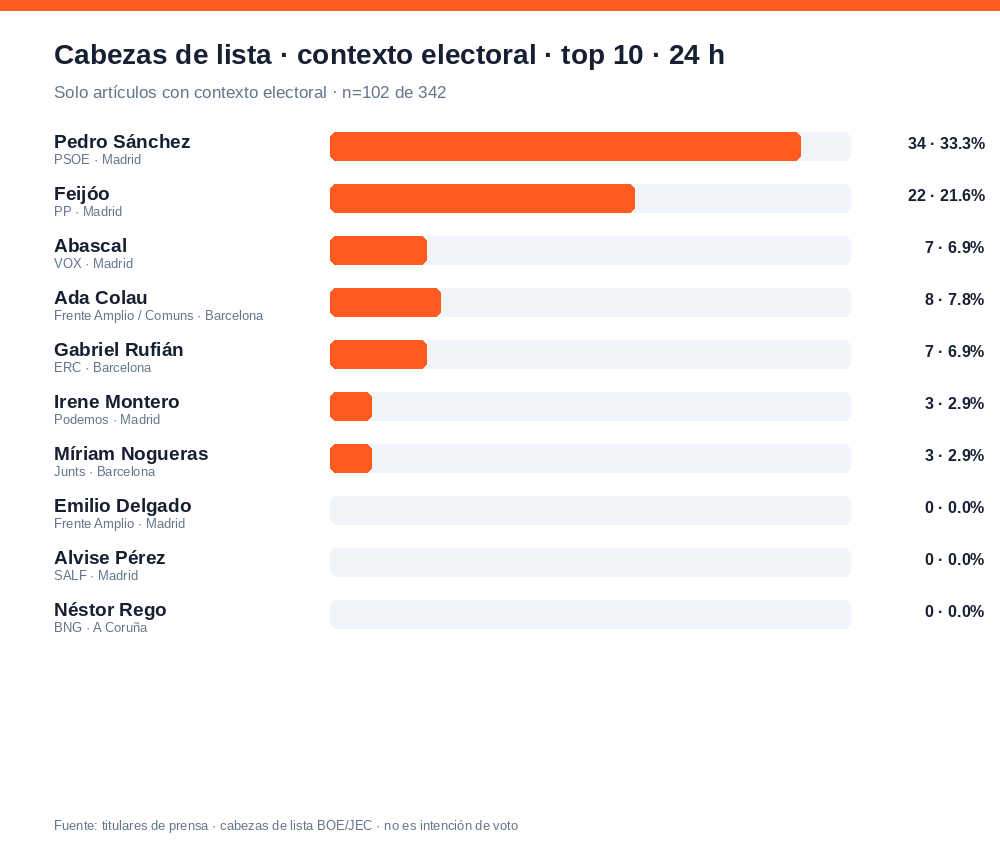 Cabezas de lista · contexto electoral · top 10 · 24 h
Solo artículos con contexto electoral · n=102 de 342
Pedro Sánchez
PSOE · Madrid
34 · 33.3%
Feijóo
PP · Madrid
22 · 21.6%
Abascal
VOX · Madrid
7 · 6.9%
Ada Colau
Frente Amplio / Comuns · Barcelona
8 · 7.8%
Gabriel Rufián
ERC · Barcelona
7 · 6.9%
Irene Montero
Podemos · Madrid
3 · 2.9%
Míriam Nogueras
Junts · Barcelona
3 · 2.9%
Emilio Delgado
Frente Amplio · Madrid
0 · 0.0%
Alvise Pérez
SALF · Madrid
0 · 0.0%
Néstor Rego
BNG · A Coruña
0 · 0.0%
Fuente: titulares de prensa · cabezas de lista BOE/JEC · no es intención de voto